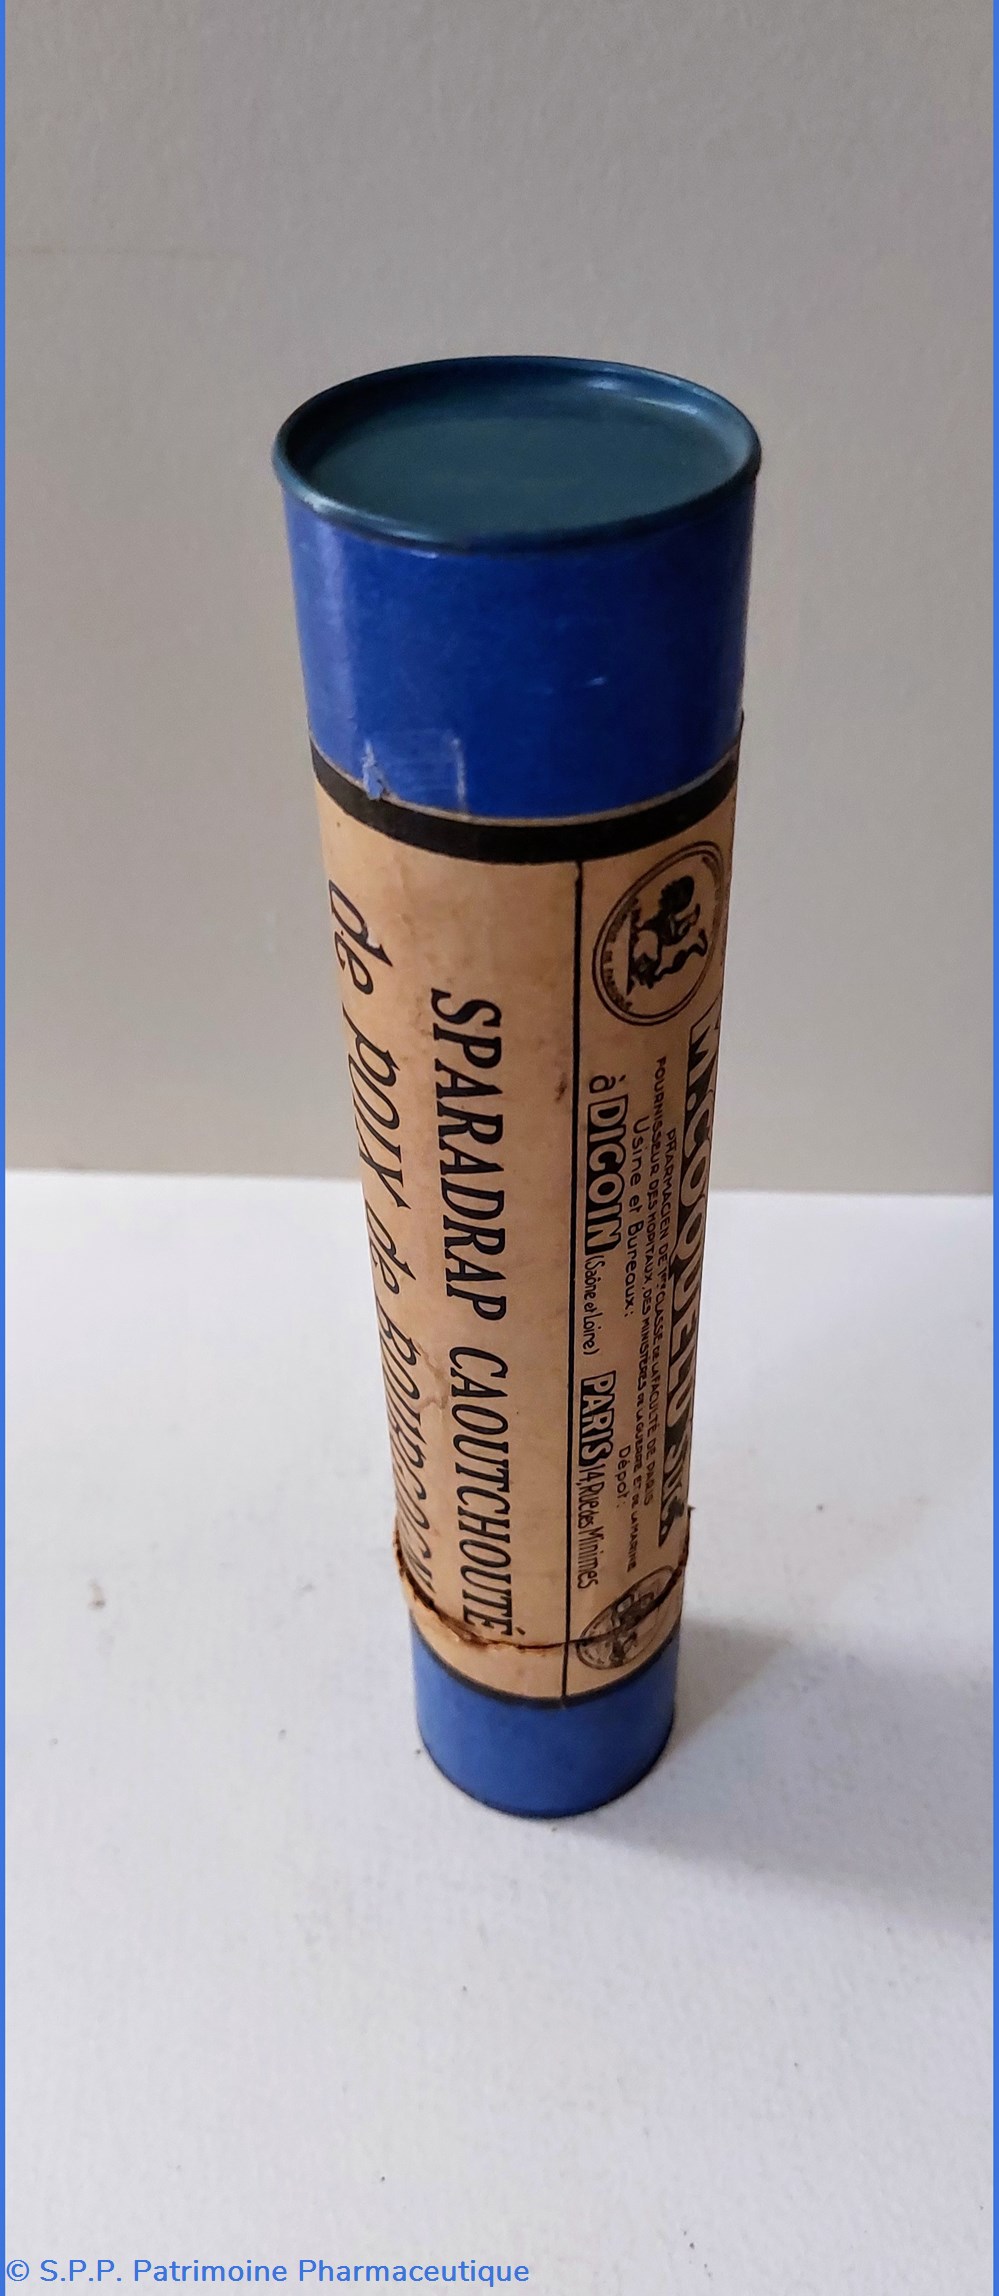 SPARADRAP CAOUTCHOUTÉ
de POIX de BOURGOGNE
M. COQUELU Sr.
PHARMACIEN DE 1re CLASSE DE LA FACULTÉ DE PARIS
FOURNISSEUR DES HOPITAUX, DES MINISTÈRES DE LA GUERRE ET DE LA MARINE
Usine et Bureaux: Dépot:
à DIGOIN (Saône et Loire) PARIS 14, Rue des Minimes
© S.P.P. Patrimoine Pharmaceutique